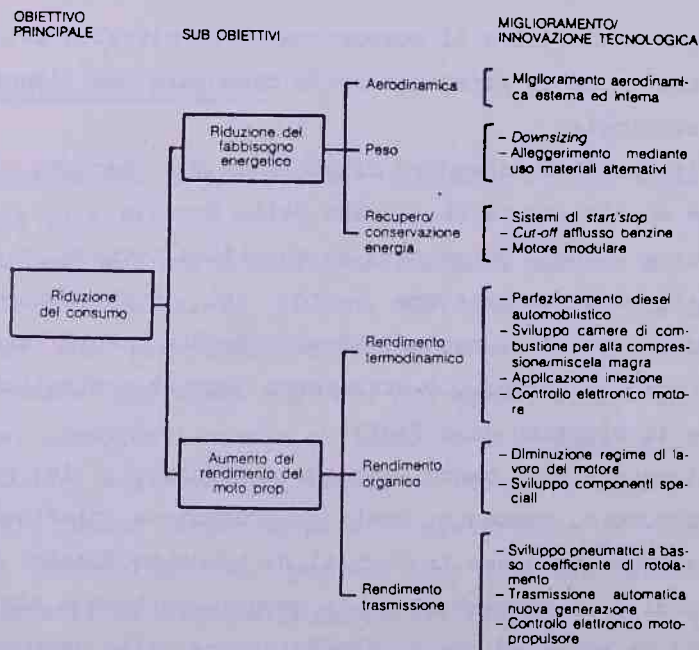 OBIETTIVO
PRINCIPALE
SUB OBIETTIVI
MIGLIORAMENTO/
INNOVAZIONE TECNOLOGICA
Riduzione
del consumo
Riduzione del
fabbisogno
energetico
Aerodinamica
- Miglioramento aerodinami-
ca esterna ed interna
Peso
- Downsizing
- Alleggerimento mediante
uso materiali alternativi
Recupero/
conservazione
energia
- Sistemi di start'stop
- Cut-off afflusso benzine
- Motore modulare
Aumento del
rendimento del
moto prop.
Rendimento
termodinamico
- Perfezionamento diesel
automobilistico
- Sviluppo camere di com-
bustione per alta compres-
sione/miscela magra
- Applicazione iniezione
- Controllo elettronico moto-
re
Rendimento
organico
- Diminuzione regime di la-
voro del motore
- Sviluppo componenti spe-
ciali
Rendimento
trasmissione
- Sviluppo pneumatici a bas-
so coefficiente di rotola-
mento
- Trasmissione automatica
nuova generazione
- Controllo elettronico moto-
propulsore